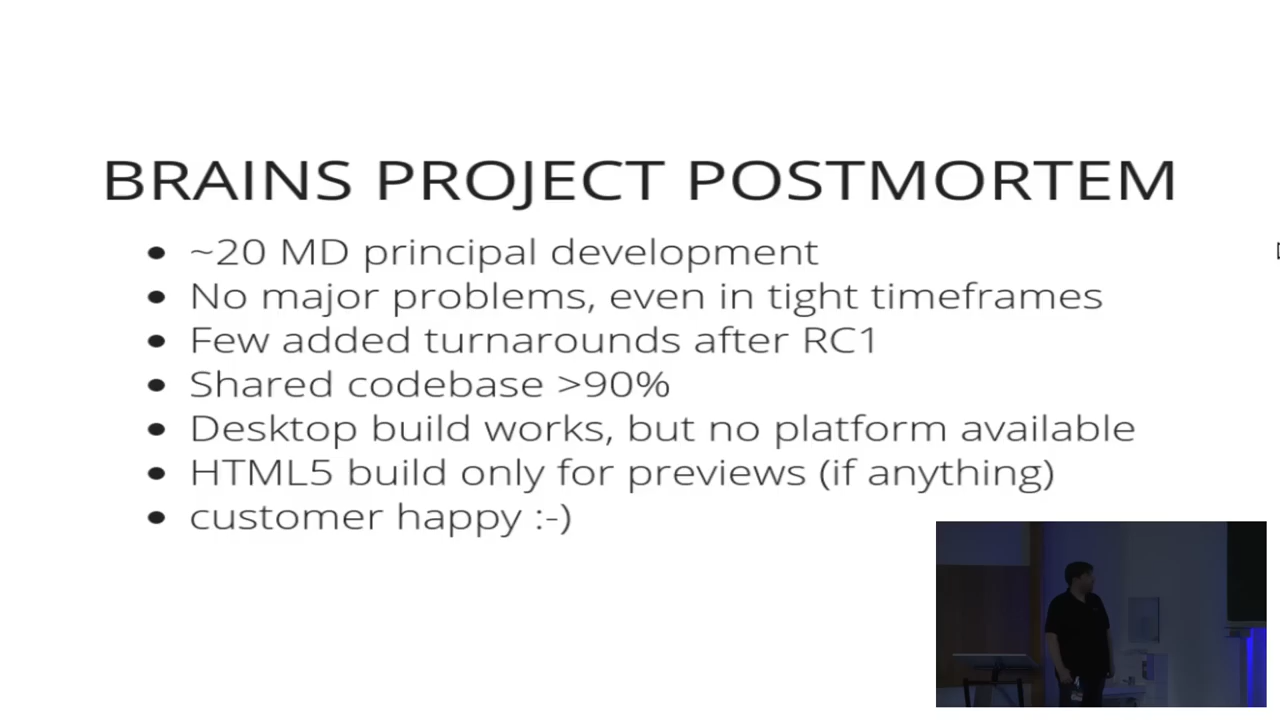 BRAINS PROJECT POSTMORTEM
~20 MD principal development
No major problems, even in tight timeframes
Few added turnarounds after RC1
Shared codebase >90%
Desktop build works, but no platform available
HTML5 build only for previews (if anything)
customer happy :-)